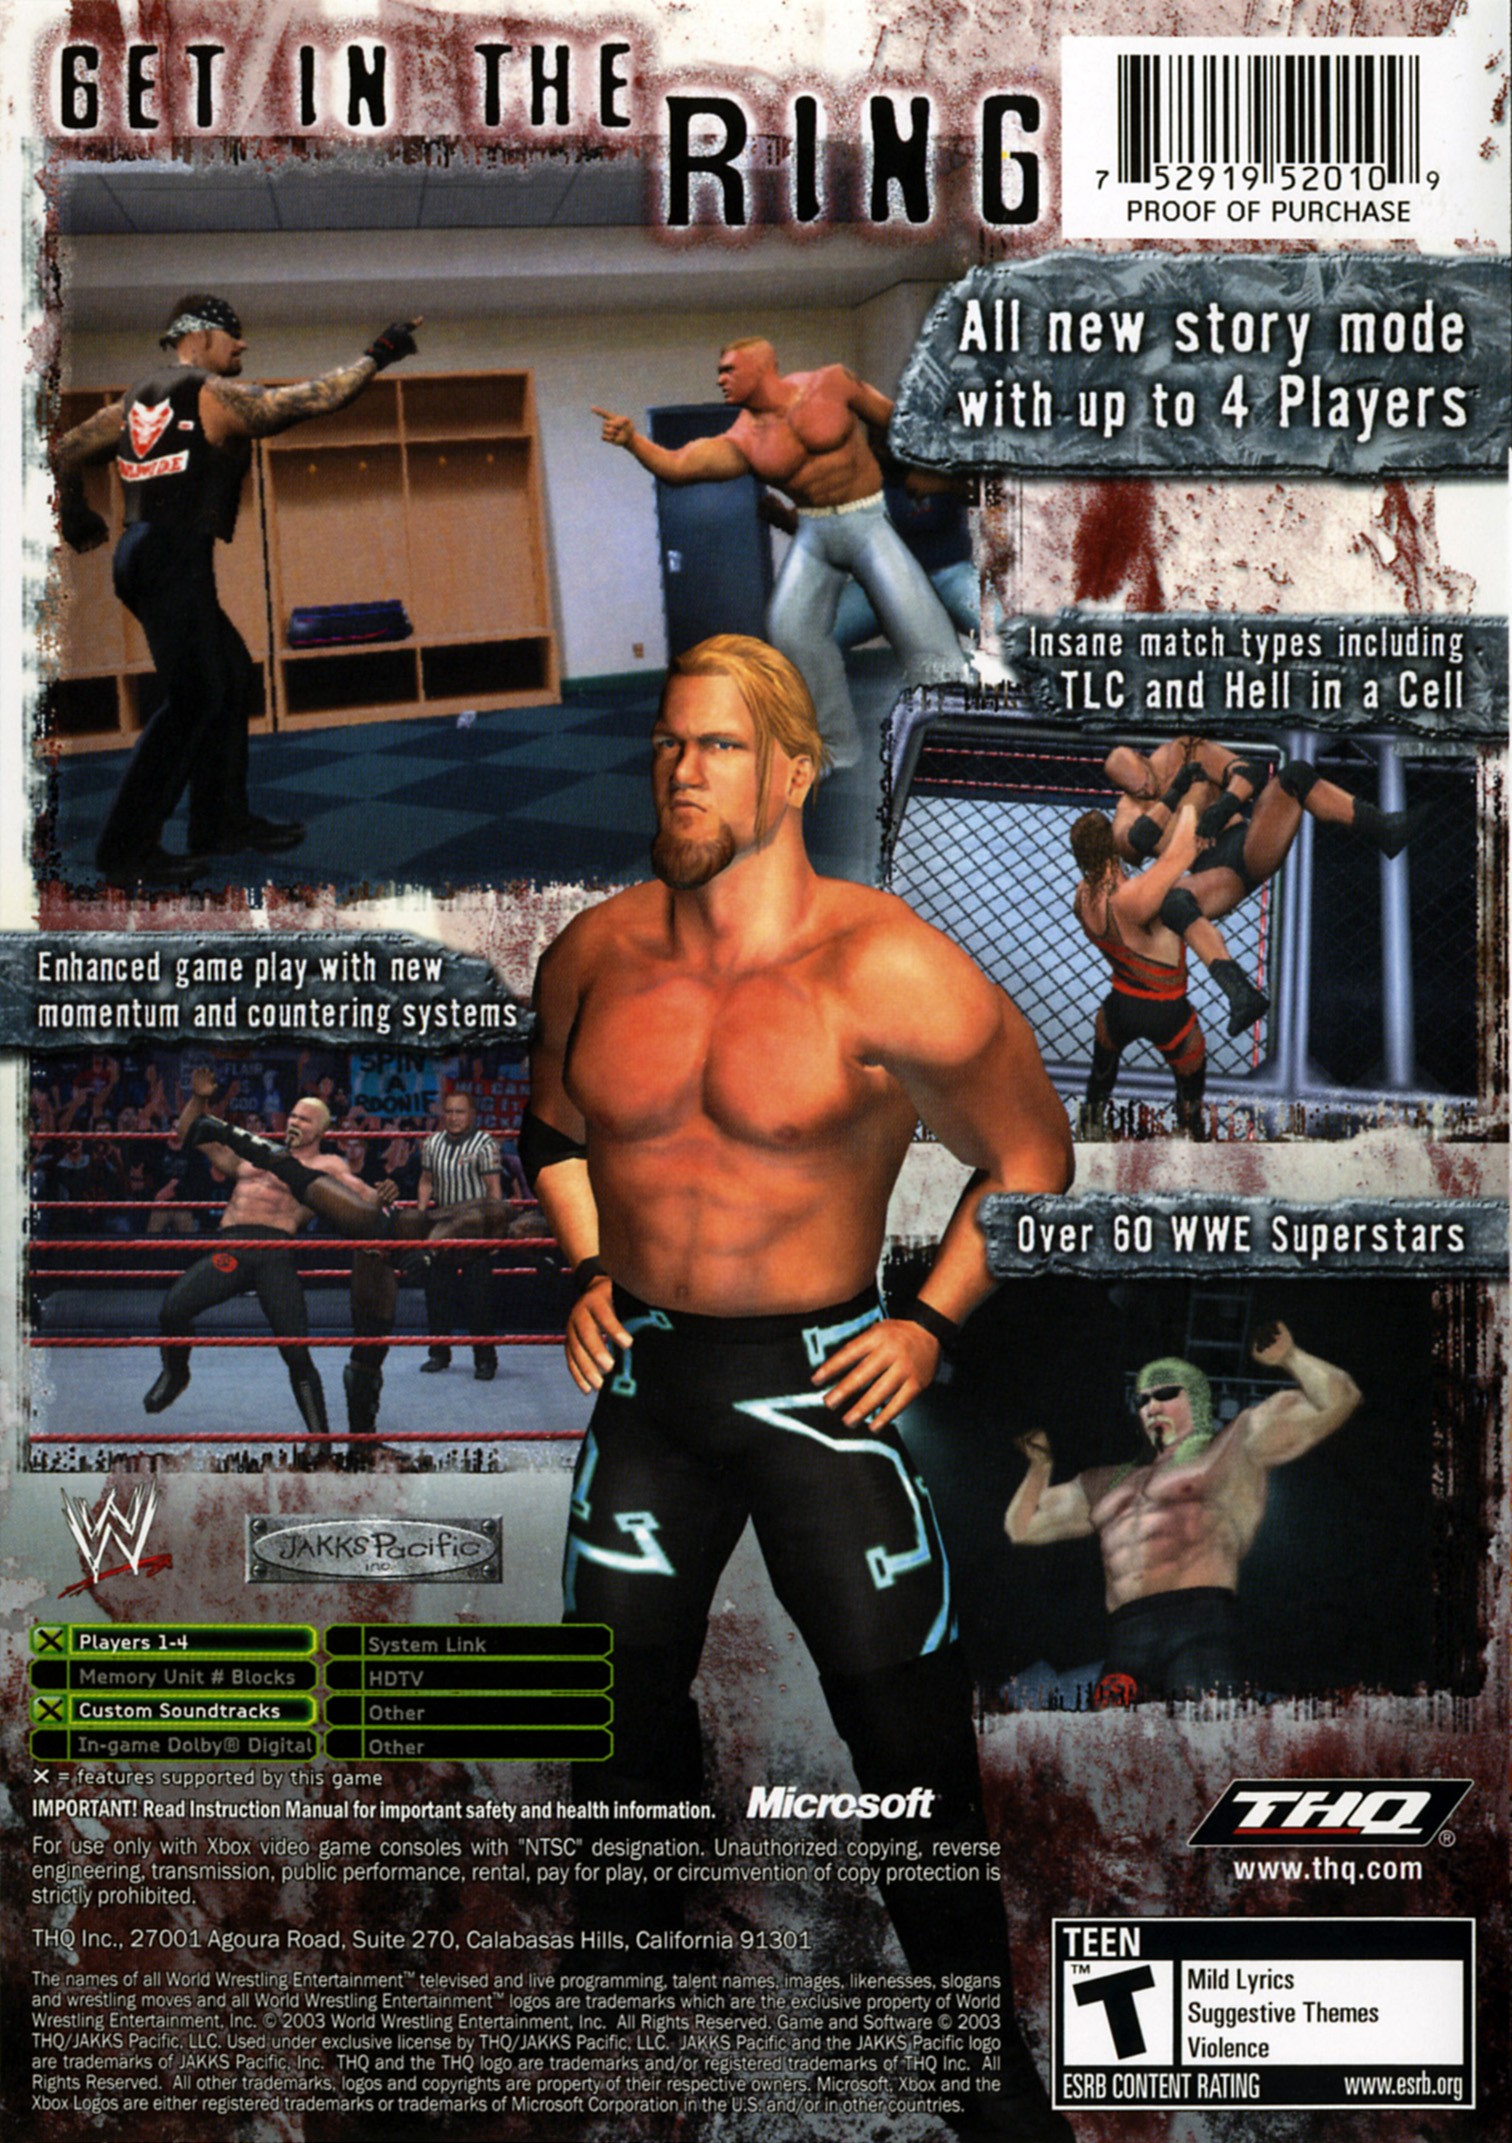 GET IN THE
RING
7 52919 52010 9
PROOF OF PURCHASE
All new story mode
with up to 4 Players
Insane match types including
TLC and Hell in a Cell
Enhanced game play with new
momentum and countering systems
FLAIR
GOD
SPIN
A
ROONIE
Over 60 WWE Superstars
W
JAKKS Pacific
inc.
X Players 1-4
System Link
Memory Unit # Blocks
HDTV
X Custom Soundtracks
Other
In-game Dolby® Digital
Other
X = features supported by this game
IMPORTANT! Read Instruction Manual for important safety and health information.
Microsoft
For use only with Xbox video game consoles with "NTSC" designation. Unauthorized copying, reverse
engineering, transmission, public performance, rental, pay for play, or circumvention of copy protection is
strictly prohibited.
THQ Inc., 27001 Agoura Road, Suite 270, Calabasas Hills, California 91301
The names of all World Wrestling Entertainment™ televised and live programming, talent names, images, likenesses, slogans
and wrestling moves and all World Wrestling Entertainment™ logos are trademarks which are the exclusive property of World
Wrestling Entertainment, Inc. © 2003 World Wrestling Entertainment, Inc. All Rights Reserved. Game and Software © 2003
THQ/JAKKS Pacific, LLC. Used under exclusive license by THQ/JAKKS Pacific, LLC. JAKKS Pacific and the JAKKS Pacific logo
are trademarks of JAKKS Pacific, Inc. THQ and the THQ logo are trademarks and/or registered trademarks of THQ Inc. All
Rights Reserved. All other trademarks, logos and copyrights are property of their respective owners. Microsoft, Xbox and the
Xbox Logos are either registered trademarks or trademarks of Microsoft Corporation in the U.S. and/or in other countries.
THQ®
www.thq.com
TEEN
T™
Mild Lyrics
Suggestive Themes
Violence
ESRB CONTENT RATING
www.esrb.org